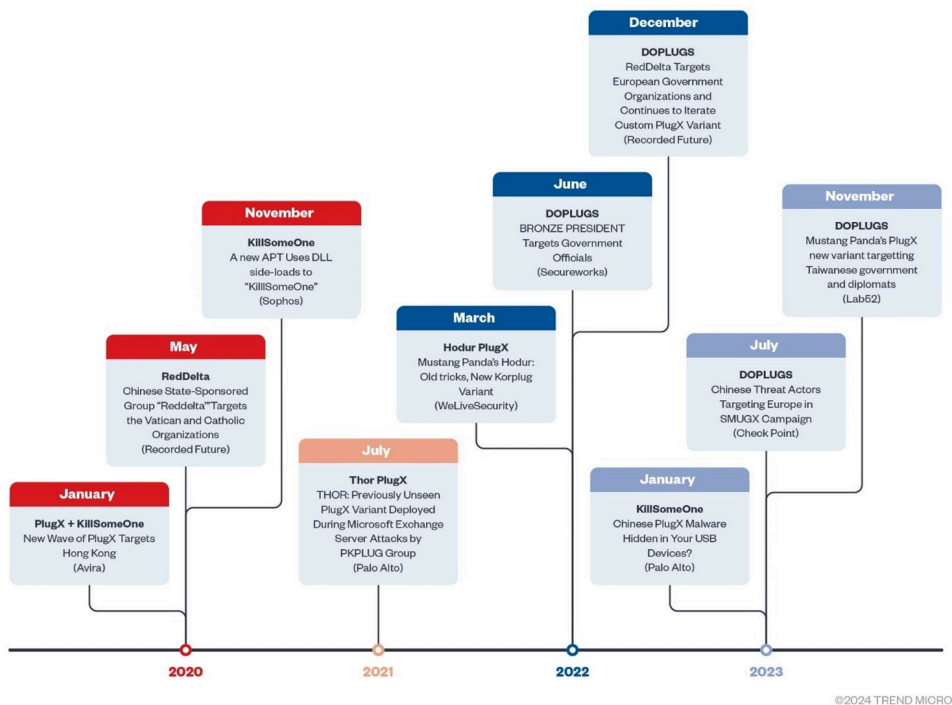 January
PlugX + KillSomeOne
New Wave of PlugX Targets
Hong Kong
(Avira)
May
RedDelta
Chinese State-Sponsored
Group “Reddelta”’Targets
the Vatican and Catholic
Organizations
(Recorded Future)
November
KillSomeOne
A new APT Uses DLL
side-loads to
“KilllSomeOne”
(Sophos)
July
Thor PlugX
THOR: Previously Unseen
PlugX Variant Deployed
During Microsoft Exchange
Server Attacks by
PKPLUG Group
(Palo Alto)
March
Hodur PlugX
Mustang Panda’s Hodur:
Old tricks, New Korplug
Variant
(WeLiveSecurity)
June
DOPLUGS
BRONZE PRESIDENT
Targets Government
Officials
(Secureworks)
December
DOPLUGS
RedDelta Targets
European Government
Organizations and
Continues to Iterate
Custom PlugX Variant
(Recorded Future)
January
KillSomeOne
Chinese PlugX Malware
Hidden in Your USB
Devices?
(Palo Alto)
July
DOPLUGS
Chinese Threat Actors
Targeting Europe in
SMUGX Campaign
(Check Point)
November
DOPLUGS
Mustang Panda’s PlugX
new variant targetting
Taiwanese government
and diplomats
(Lab52)
2020
2021
2022
2023
©2024 TREND MICRO